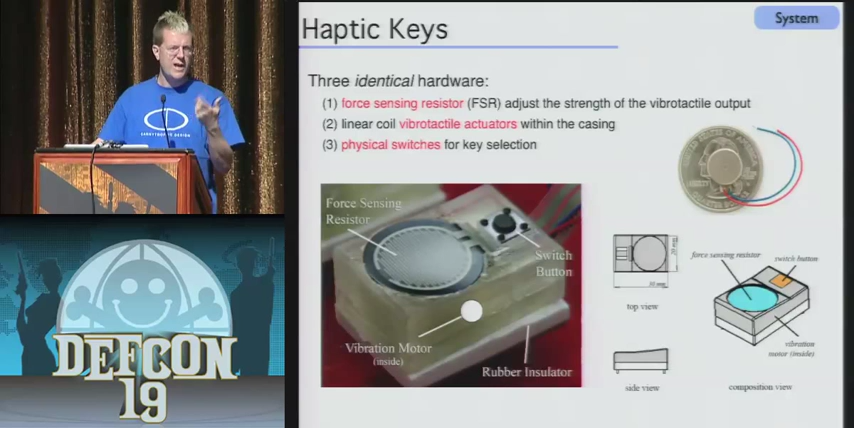 System
Haptic Keys
Three identical hardware:
(1) force sensing resistor (FSR) adjust the strength of the vibrotactile output
(2) linear coil vibrotactile actuators within the casing
(3) physical switches for key selection
Force Sensing
Resistor
Switch
Button
Vibration Motor
(inside)
Rubber Insulator
force sensing resistor
switch button
top view
vibration
motor (inside)
side view
composition view
DEFCON
19